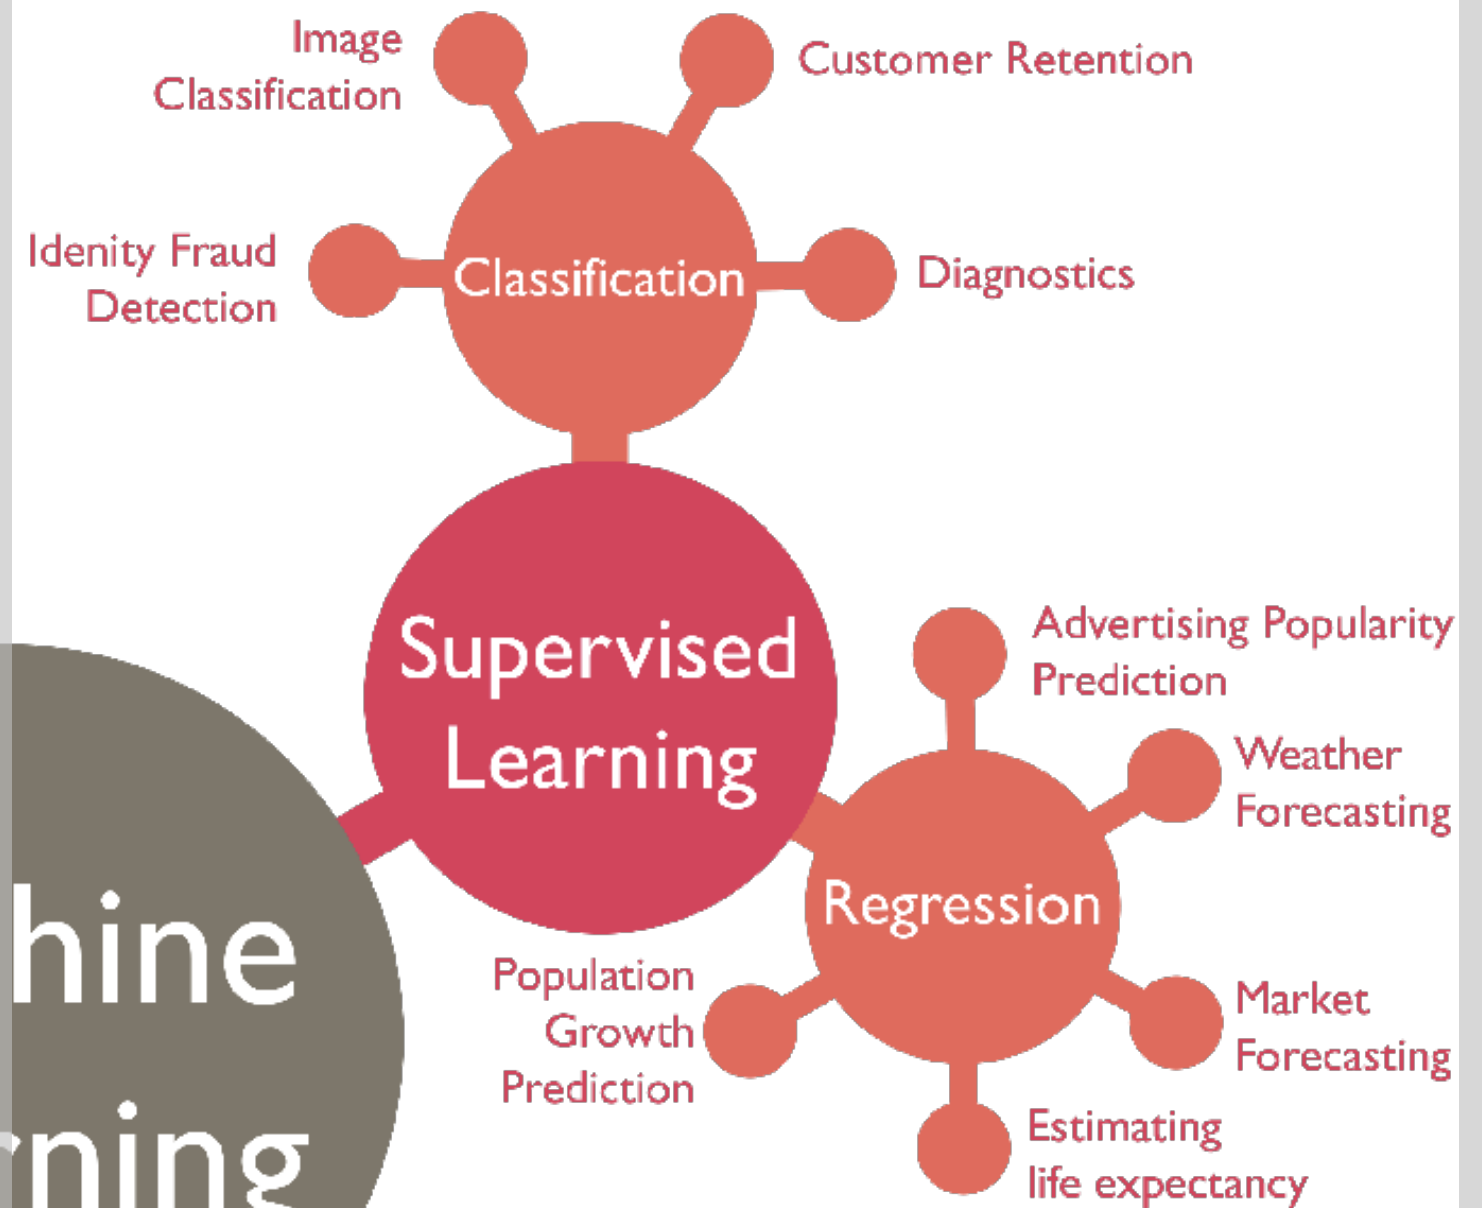 Image
Classification
Customer Retention
Idenity Fraud
Detection
Classification
Diagnostics
Supervised
Learning
Advertising Popularity
Prediction
Weather
Forecasting
Regression
Market
Forecasting
Population
Growth
Prediction
Estimating
life expectancy
hine
rning